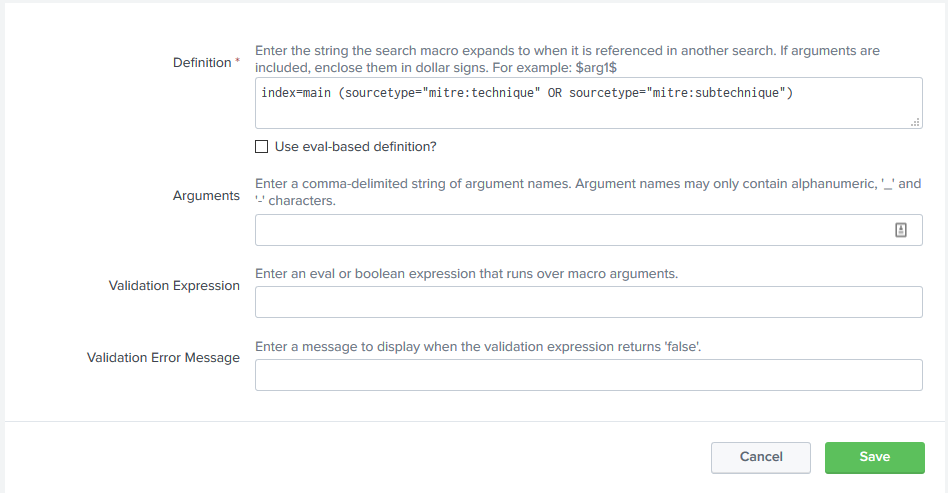 Enter the string the search macro expands to when it is referenced in another search. If arguments are
Definition * included, enclose them in dollar signs. For example: $arg1$
index=main (sourcetype="mitre:technique" OR sourcetype="mitre:subtechnique")
Use eval-based definition?
Enter a comma-delimited string of argument names. Argument names may only contain alphanumeric, '_' and
Arguments
'-' characters.
Enter an eval or boolean expression that runs over macro arguments.
Validation Expression
Enter a message to display when the validation expression returns 'false'.
Validation Error Message
Cancel
Save